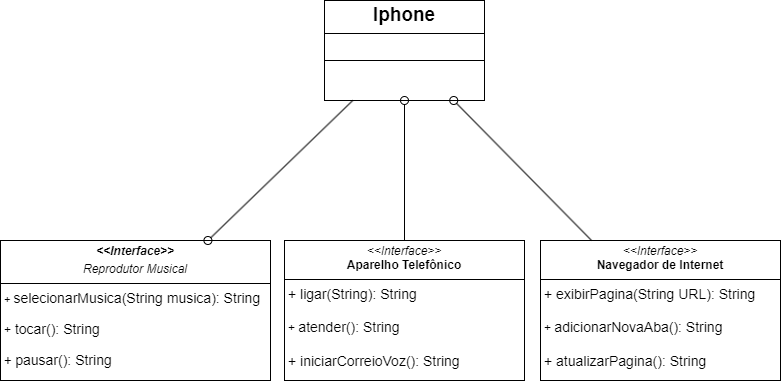 Iphone
<<Interface>>
Reprodutor Musical
+ selecionarMusica(String musica): String
+ tocar(): String
+ pausar(): String
<<Interface>>
Aparelho Telefônico
+ ligar(String): String
+ atender(): String
+ iniciarCorreioVoz(): String
<<Interface>>
Navegador de Internet
+ exibirPagina(String URL): String
+ adicionarNovaAba(): String
+ atualizarPagina(): String